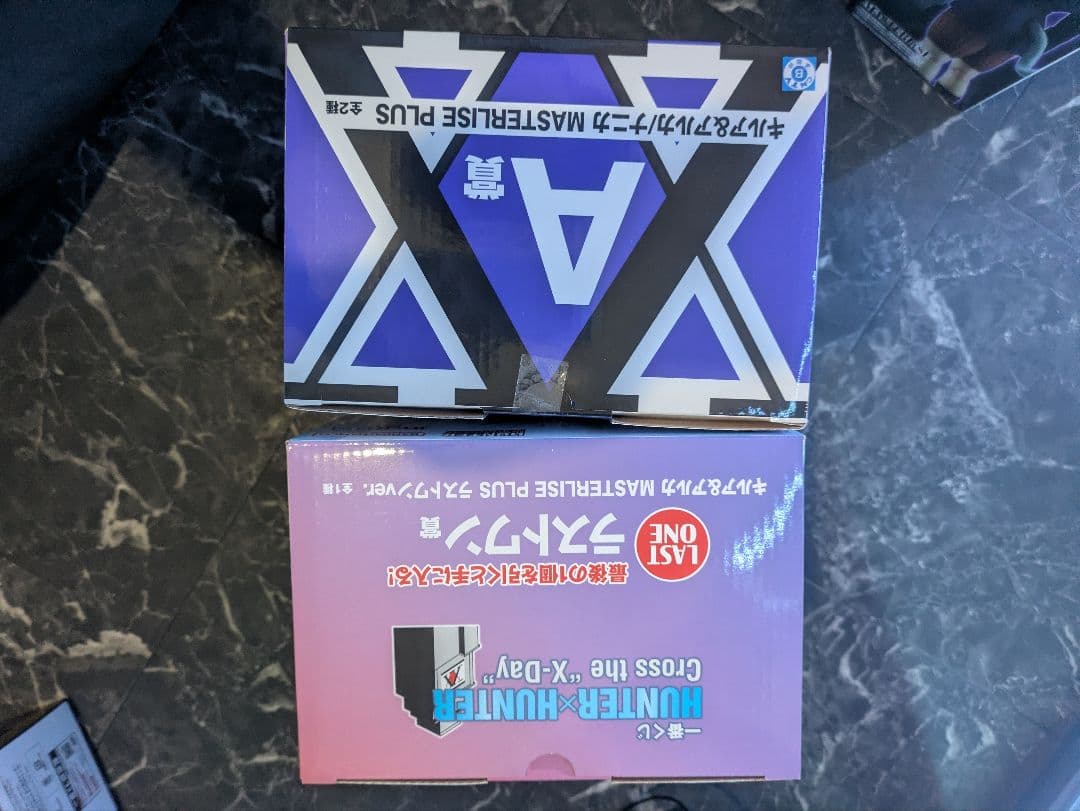 一番くじ
HUNTER×HUNTER
Cross the "X-Day"
最後の1個を引くと手に入る!
LAST ONE
ラストワン賞
キルア&アルカ MASTERLISE PLUS ラストワンver. 全1種
A賞
キルア&アルカ/ナニカ MASTERLISE PLUS 全2種
B